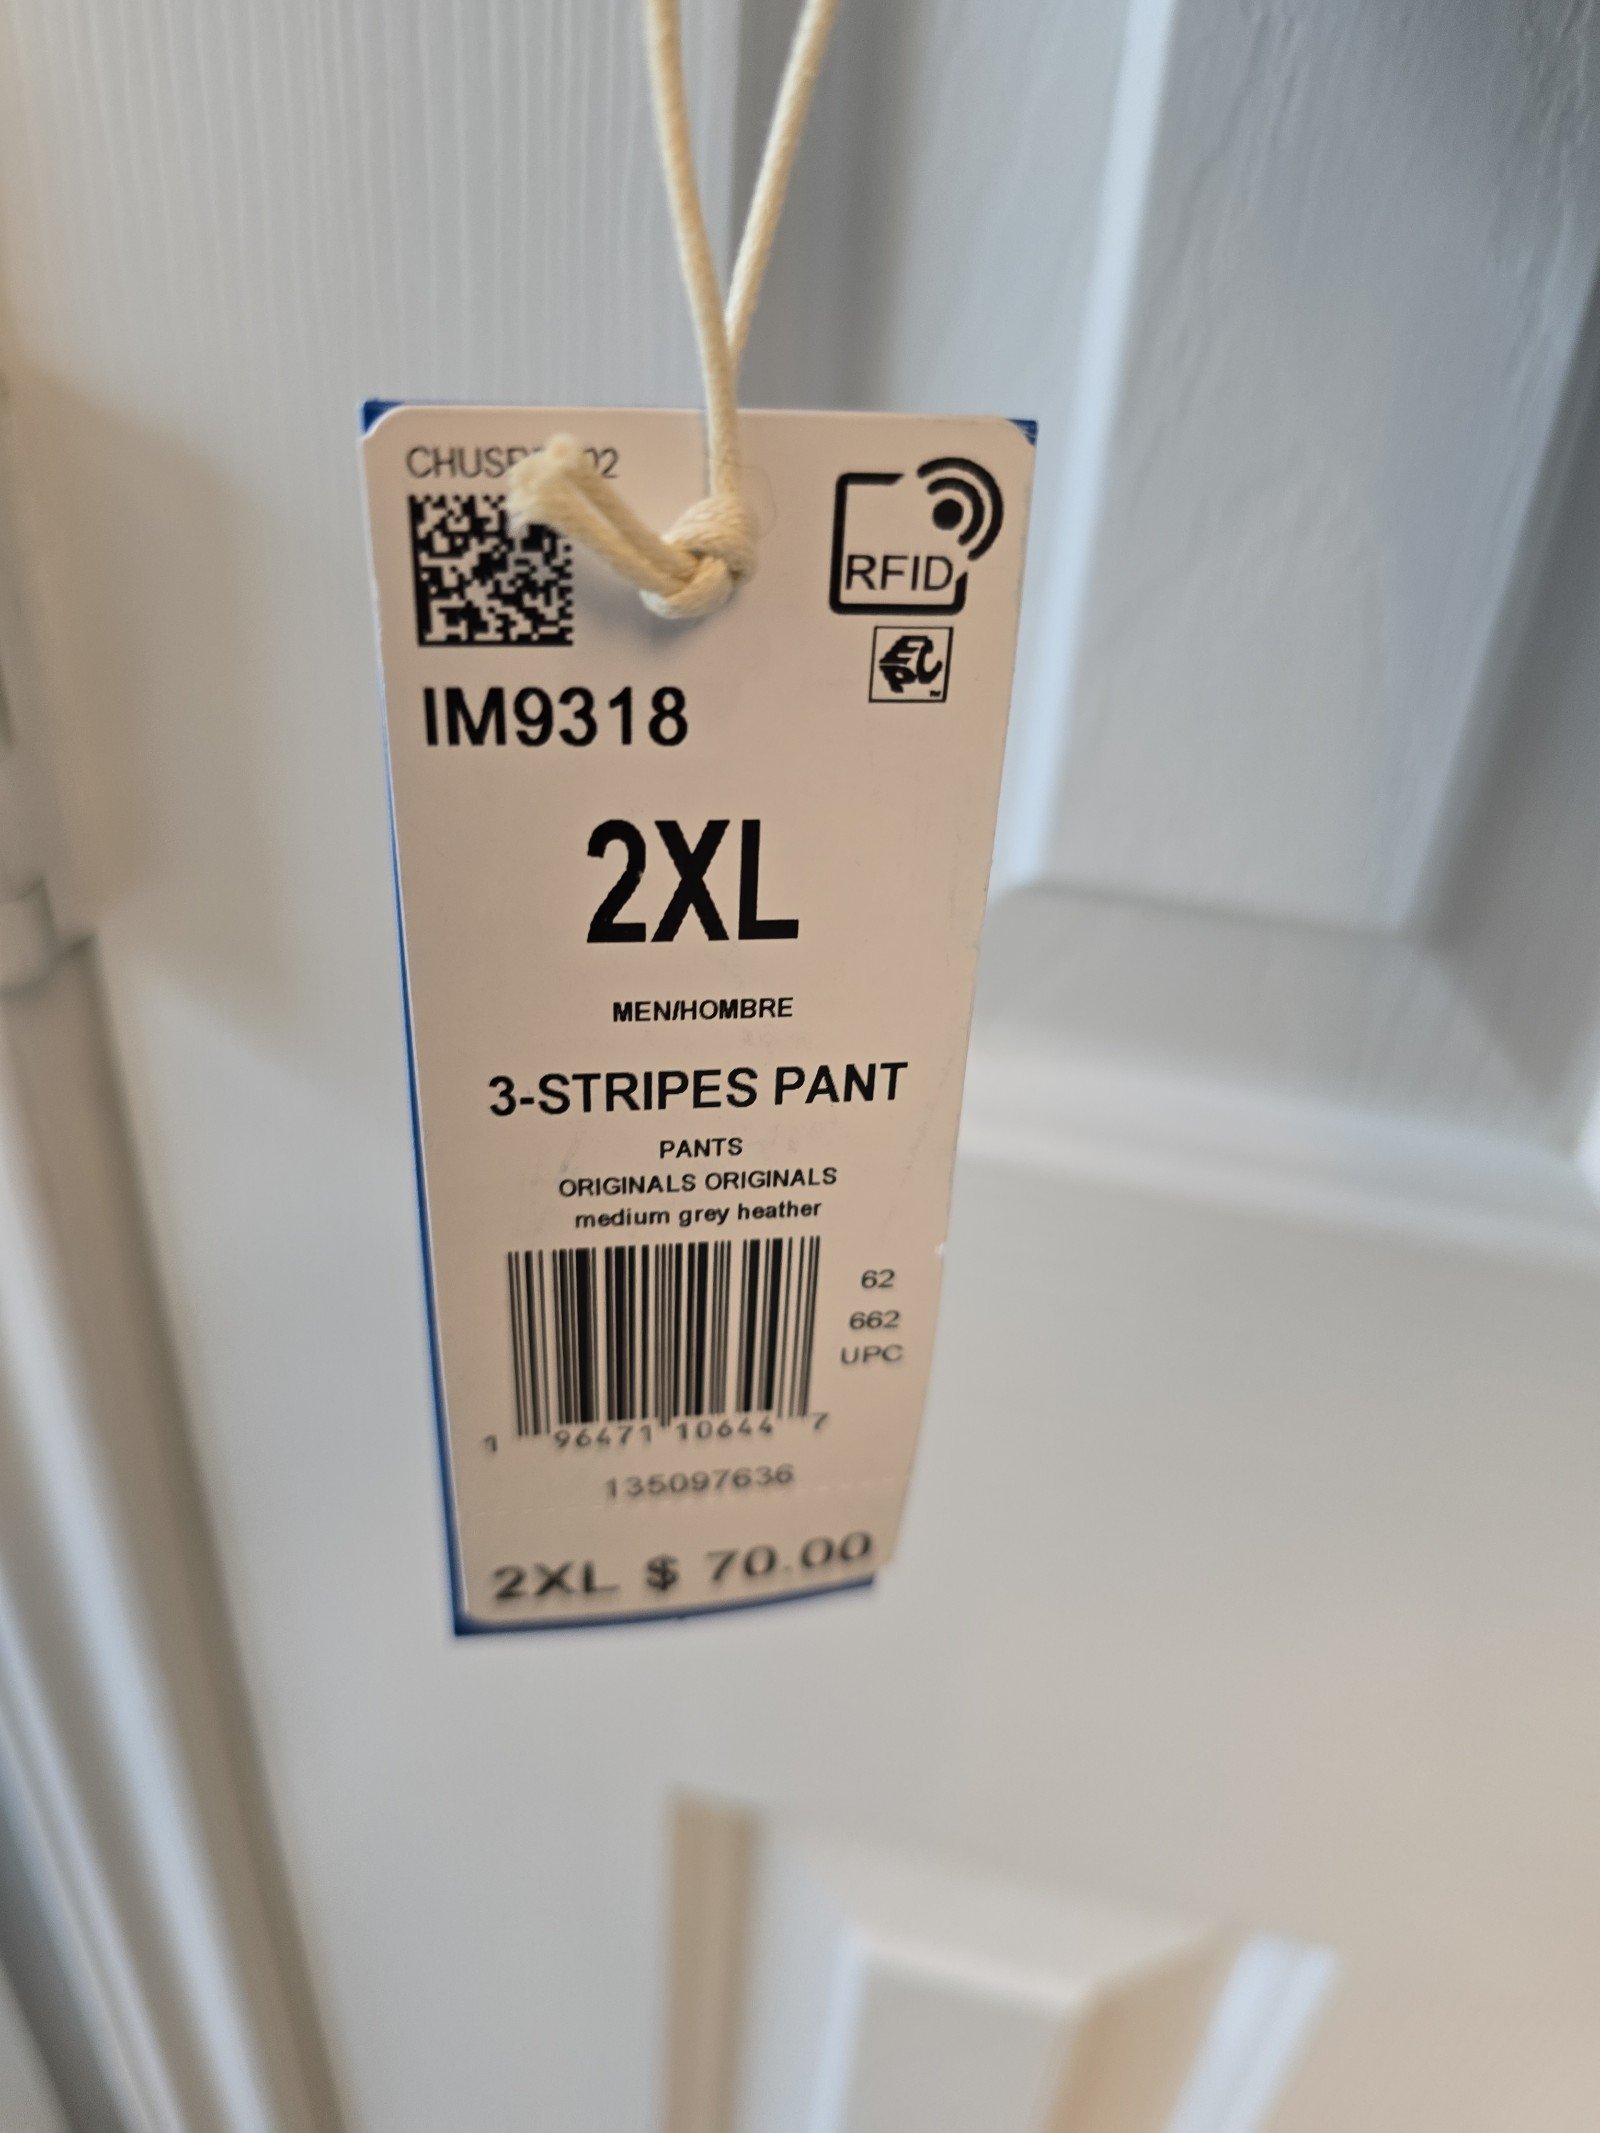 RFID
EPC
IM9318
2XL
MEN/HOMBRE
3-STRIPES PANT
PANTS
ORIGINALS ORIGINALS
medium grey heather
62
662
UPC
1 96471 10644 7
135097636
2XL $ 70.00